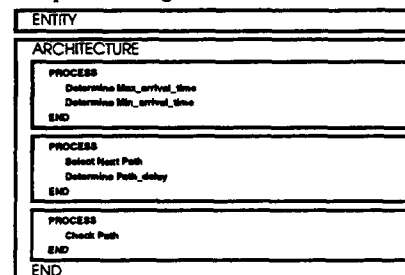 ENTITY
ARCHITECTURE
PROCESS
Determine Max_arrival_time
Determine Min_arrival_time
END
PROCESS
Select Next Path
Determine Path_delay
END
PROCESS
Check Path
END
END